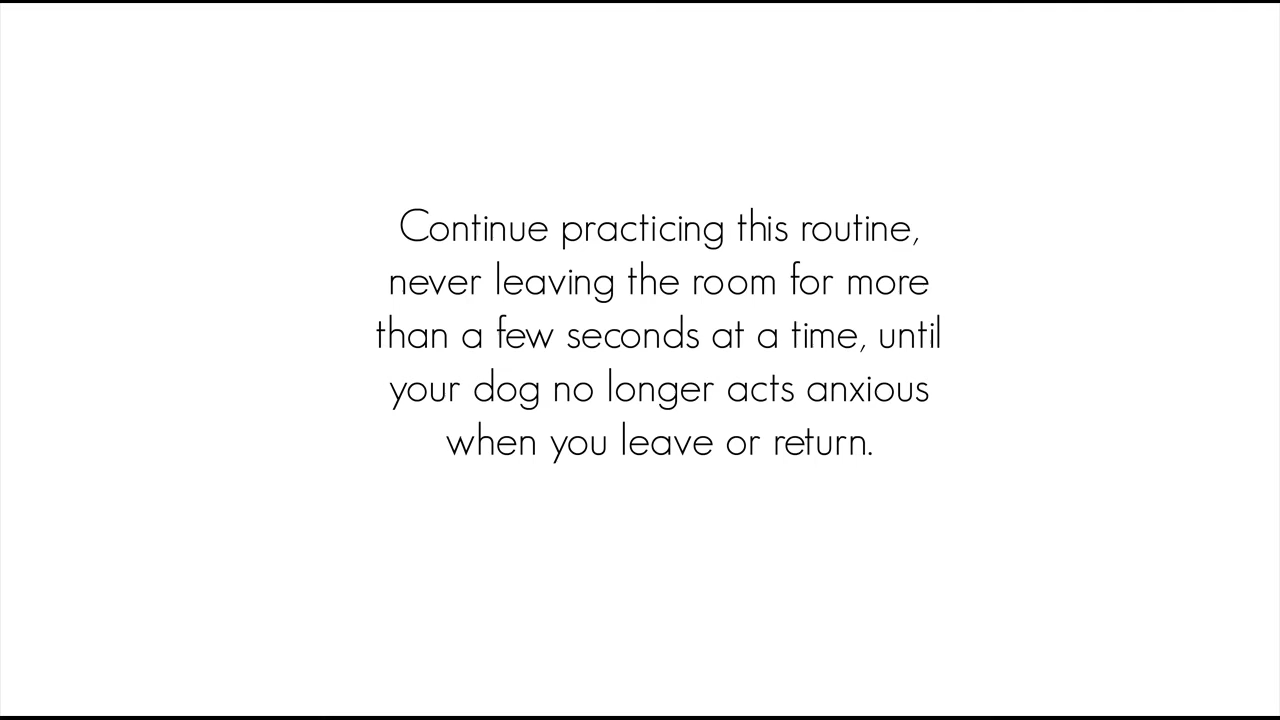 Continue practicing this routine,
never leaving the room for more
than a few seconds at a time, until
your dog no longer acts anxious
when you leave or return.